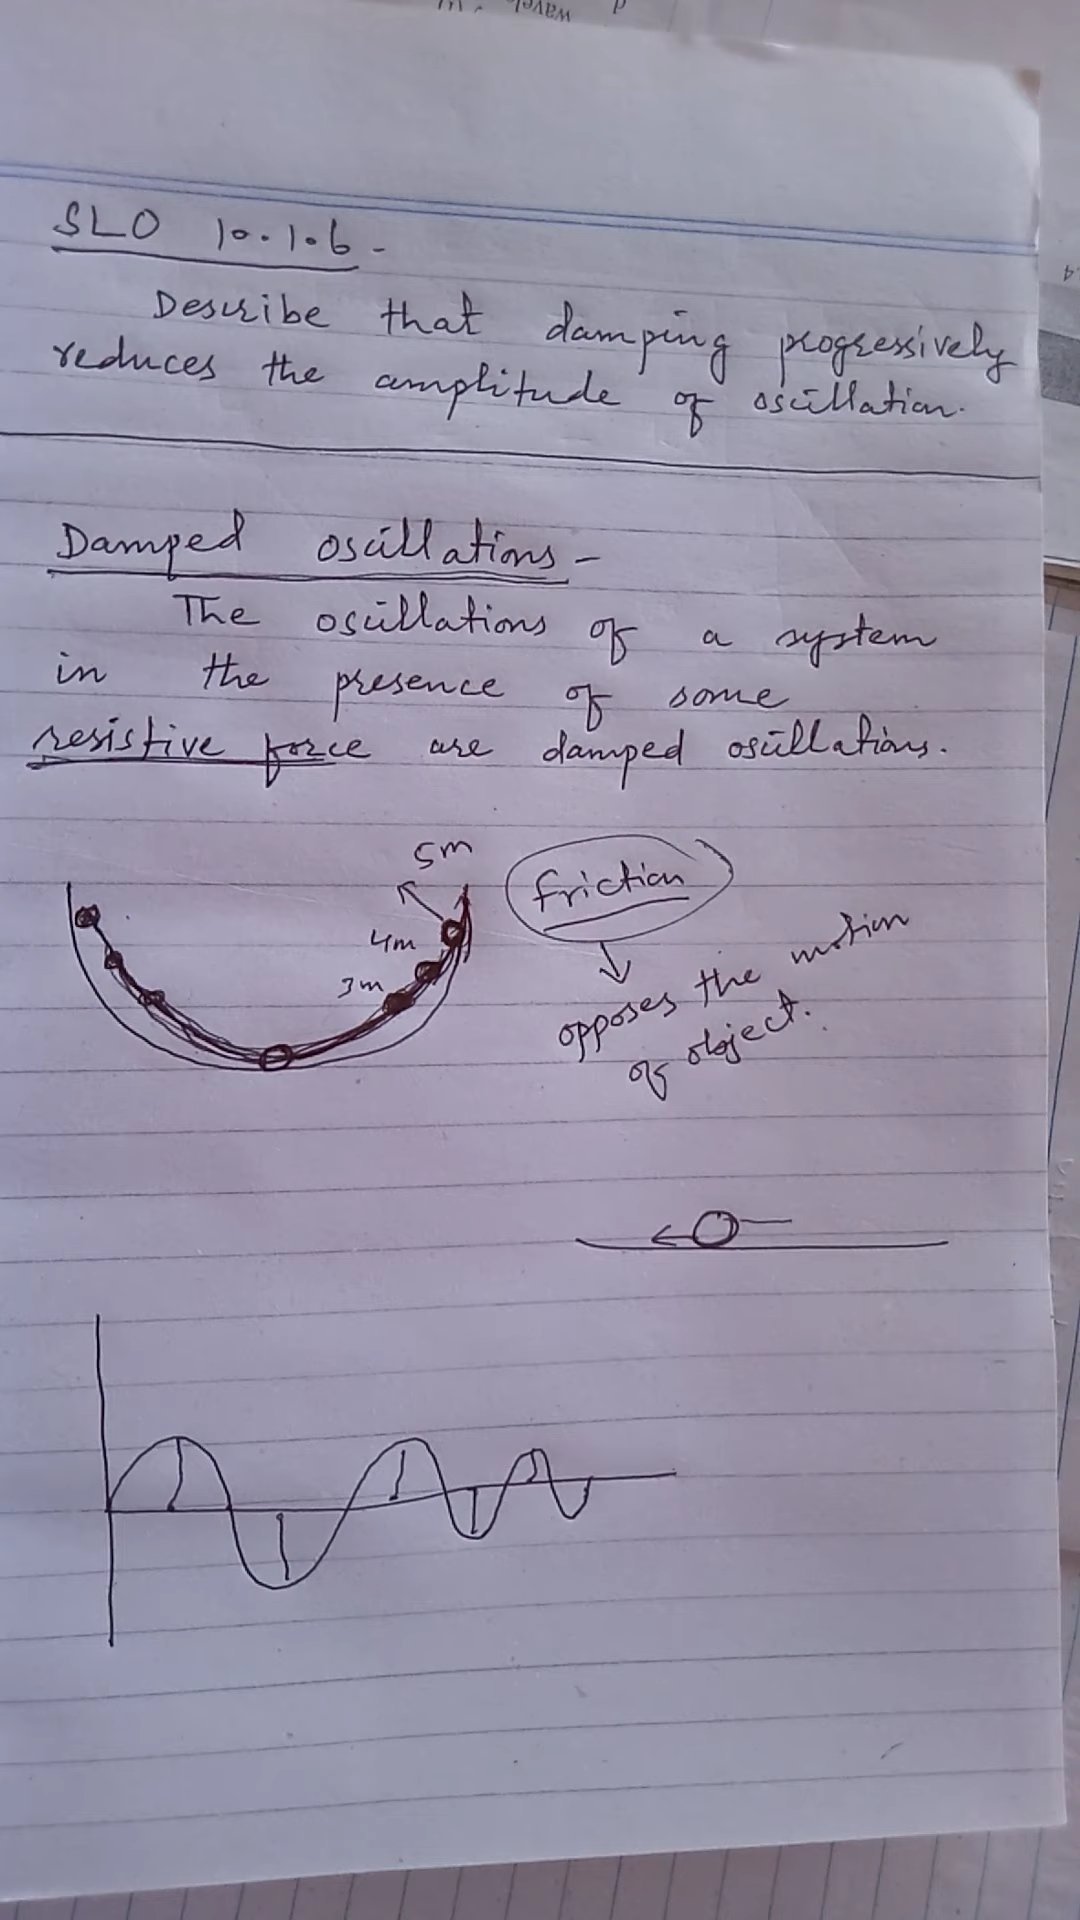 SLO 10.1.6 -
Describe that damping progressively
reduces the amplitude of oscillation.
Damped oscillations -
The oscillations of a system
in the presence of some
resistive force are damped oscillations.
5m
4m
3m
friction
opposes the motion
of object.